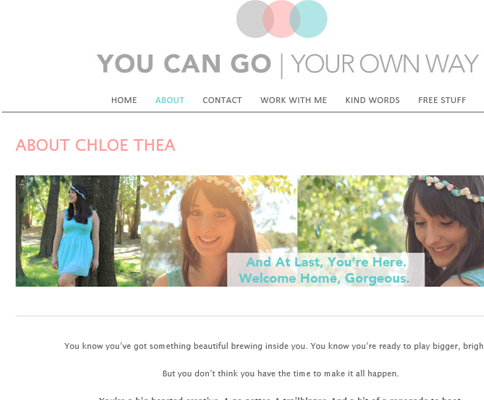 YOU CAN GO | YOUR OWN WAY
HOME ABOUT CONTACT WORK WITH ME KIND WORDS FREE STUFF
ABOUT CHLOE THEA
And At Last, You're Here.
Welcome Home, Gorgeous.
You know you've got something beautiful brewing inside you. You know you're ready to play bigger, brigh
But you don't think you have the time to make it all happen.